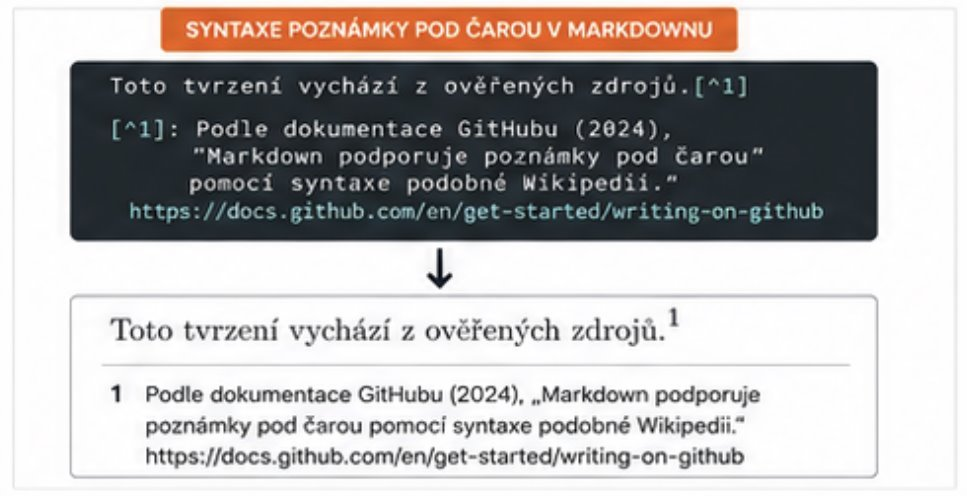 SYNTAXE POZNÁMKY POD ČAROU V MARKDOWNU
Toto tvrzení vychází z ověřených zdrojů.[^1]
[^1]: Podle dokumentace GitHubu (2024),
"Markdown podporuje poznámky pod čarou"
pomocí syntaxe podobné Wikipedii."
https://docs.github.com/en/get-started/writing-on-github
Toto tvrzení vychází z ověřených zdrojů.1
1 Podle dokumentace GitHubu (2024), „Markdown podporuje
poznámky pod čarou pomocí syntaxe podobné Wikipedii."
https://docs.github.com/en/get-started/writing-on-github